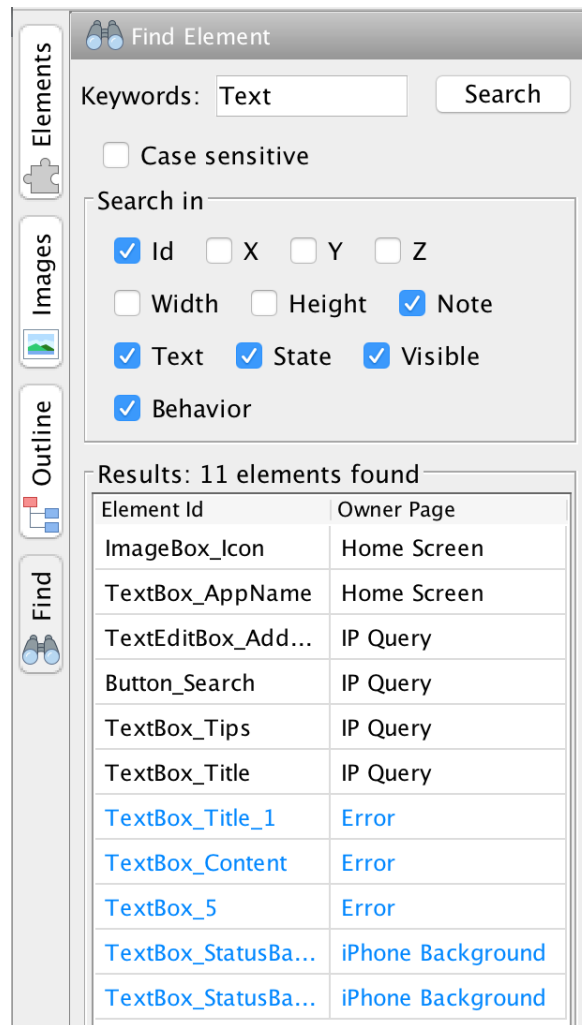 Find Element
Elements
Images
Outline
Find
Keywords: Text Search
Case sensitive
Search in
Id X Y Z
Width Height Note
Text State Visible
Behavior
Results: 11 elements found
Element Id Owner Page
ImageBox_Icon Home Screen
TextBox_AppName Home Screen
TextEditBox_Add... IP Query
Button_Search IP Query
TextBox_Tips IP Query
TextBox_Title IP Query
TextBox_Title_1 Error
TextBox_Content Error
TextBox_5 Error
TextBox_StatusBa... iPhone Background
TextBox_StatusBa... iPhone Background